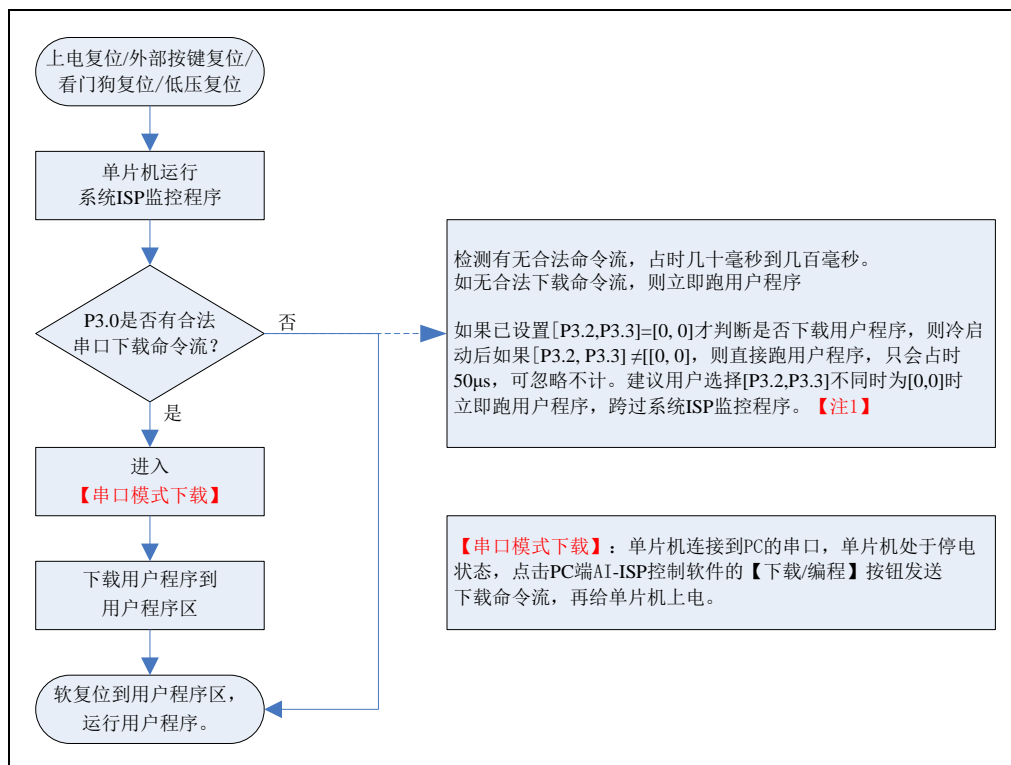 上电复位/外部按键复位/
看门狗复位/低压复位
单片机运行
系统ISP监控程序
P3.0是否有合法
串口下载命令流？
否
是
进入
【串口模式下载】
下载用户程序到
用户程序区
软复位到用户程序区，
运行用户程序。
检测有无合法命令流，占时几十毫秒到几百毫秒。
如无合法下载命令流，则立即跑用户程序
如果已设置[P3.2,P3.3]=[0, 0]才判断是否下载用户程序，则冷启
动后如果[P3.2, P3.3] ≠[[0, 0]，则直接跑用户程序，只会占时
50μs，可忽略不计。建议用户选择[P3.2,P3.3]不同时为[0,0]时
立即跑用户程序，跨过系统ISP监控程序。【注1】
【串口模式下载】：单片机连接到PC的串口，单片机处于停电
状态，点击PC端AI-ISP控制软件的【下载/编程】按钮发送
下载命令流，再给单片机上电。